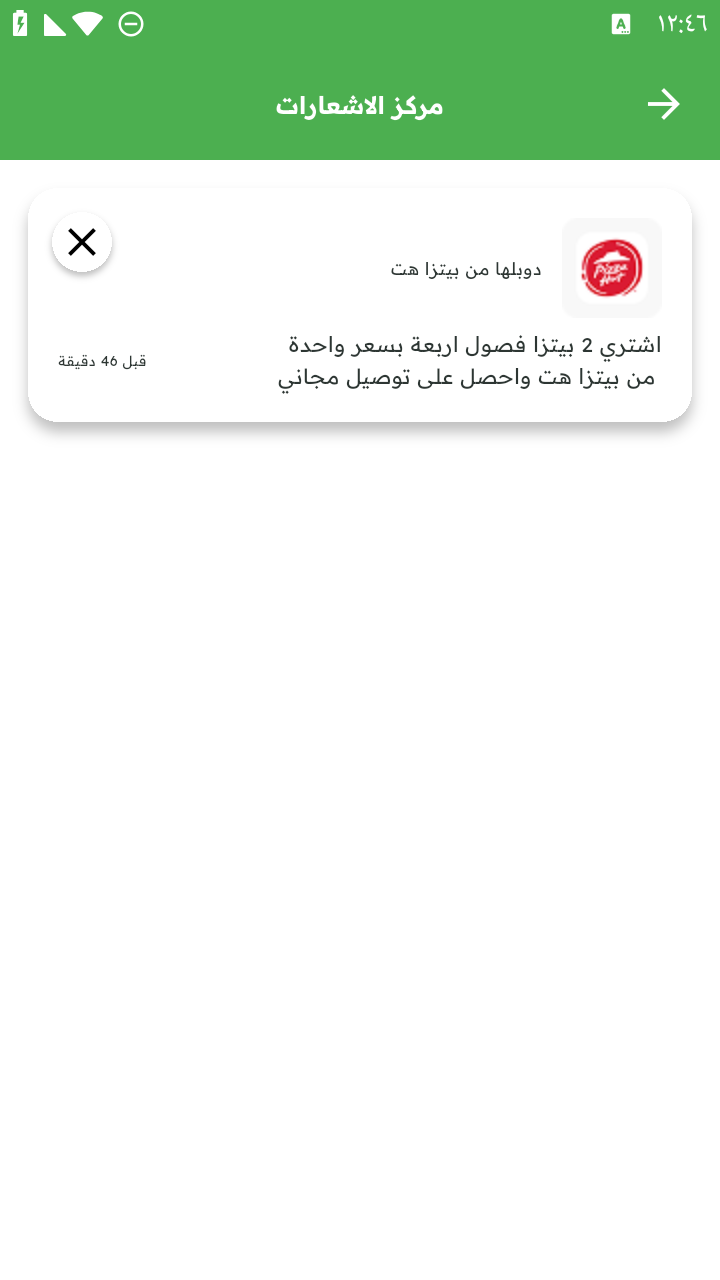 ١٢:٤٦
A
مركز الاشعارات
Pizza Hut
دوبلها من بيتزا هت
اشتري 2 بيتزا فصول اربعة بسعر واحدة
من بيتزا هت واحصل على توصيل مجاني
قبل 46 دقيقة